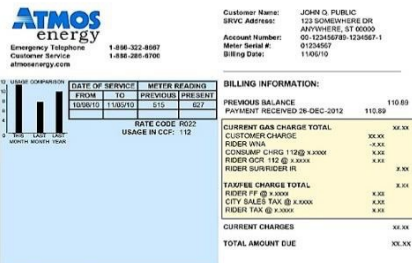 ATMOS
energy
Emergency Telephone 1-866-322-8667
Customer Service 1-888-286-6700
atmosenergy.com
Customer Name: JOHN Q. PUBLIC
SRVC Address: 123 SOMEWHERE DR
ANYWHERE, ST 00000
Account Number: 00-123456789-1234567-1
Meter Serial #: 01234567
Billing Date: 11/06/10
USAGE COMPARISON
THIS MONTH LAST MONTH LAST YEAR
DATE OF SERVICE METER READING
FROM TO PREVIOUS PRESENT
10/08/10 11/05/10 515 627
RATE CODE R022
USAGE IN CCF: 112
BILLING INFORMATION:
PREVIOUS BALANCE 110.89
PAYMENT RECEIVED 26-DEC-2012 110.89
CURRENT GAS CHARGE TOTAL xx.xx
CUSTOMER CHARGE xx.xx
RIDER WNA -x.xx
CONSUMP CHRG 112@ x.xxxx x.xx
RIDER GCR 112 @ x.xxxx x.xx
RIDER SUR/RIDER IR x.xx
TAX/FEE CHARGE TOTAL x.xx
RIDER FF @ x.xxxx x.xx
CITY SALES TAX @ x.xxxx x.xx
RIDER TAX @ x.xxxx x.xx
CURRENT CHARGES xx.xx
TOTAL AMOUNT DUE xx.xx